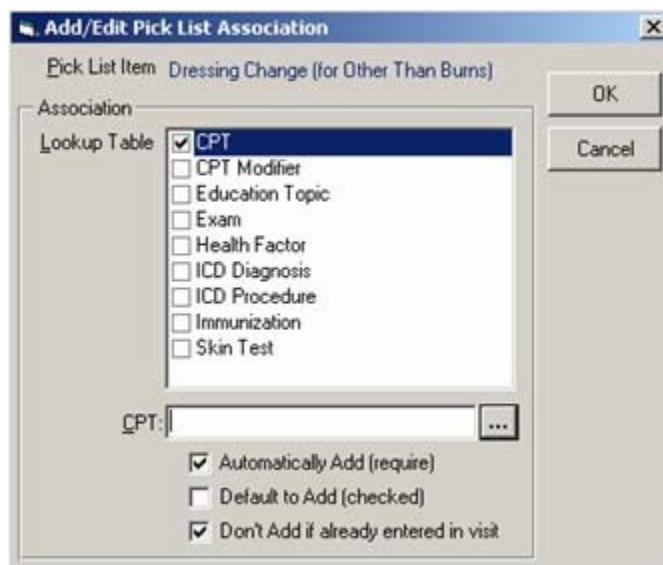 Add/Edit Pick List Association
Pick List Item Dressing Change (for Other Than Burns)
OK
Association
Cancel
Lookup Table
CPT
CPT Modifier
Education Topic
Exam
Health Factor
ICD Diagnosis
ICD Procedure
Immunization
Skin Test
CPT:
...
Automatically Add (require)
Default to Add (checked)
Don't Add if already entered in visit